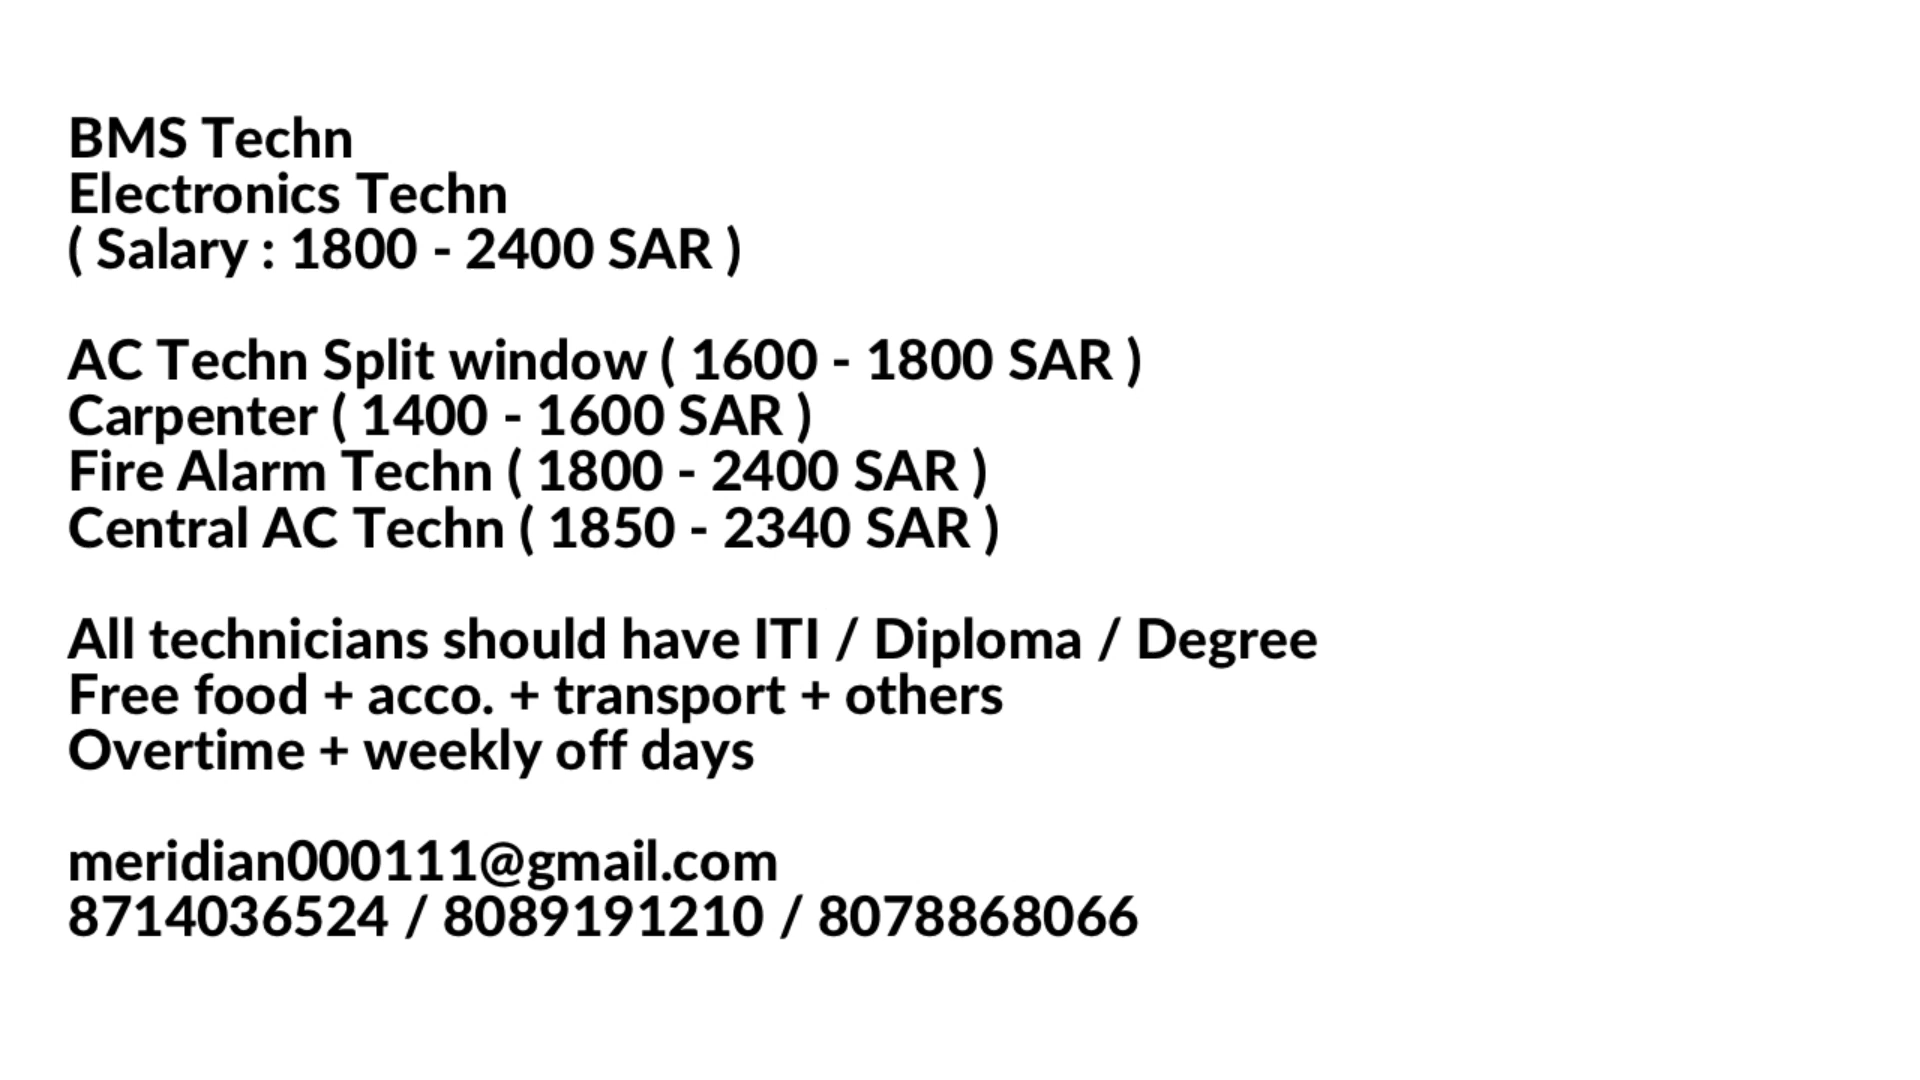 BMS Techn
Electronics Techn
( Salary : 1800 - 2400 SAR )
AC Techn Split window ( 1600 - 1800 SAR )
Carpenter ( 1400 - 1600 SAR )
Fire Alarm Techn ( 1800 - 2400 SAR )
Central AC Techn ( 1850 - 2340 SAR )
All technicians should have ITI / Diploma / Degree
Free food + acco. + transport + others
Overtime + weekly off days
meridian000111@gmail.com
8714036524 / 8089191210 / 8078868066